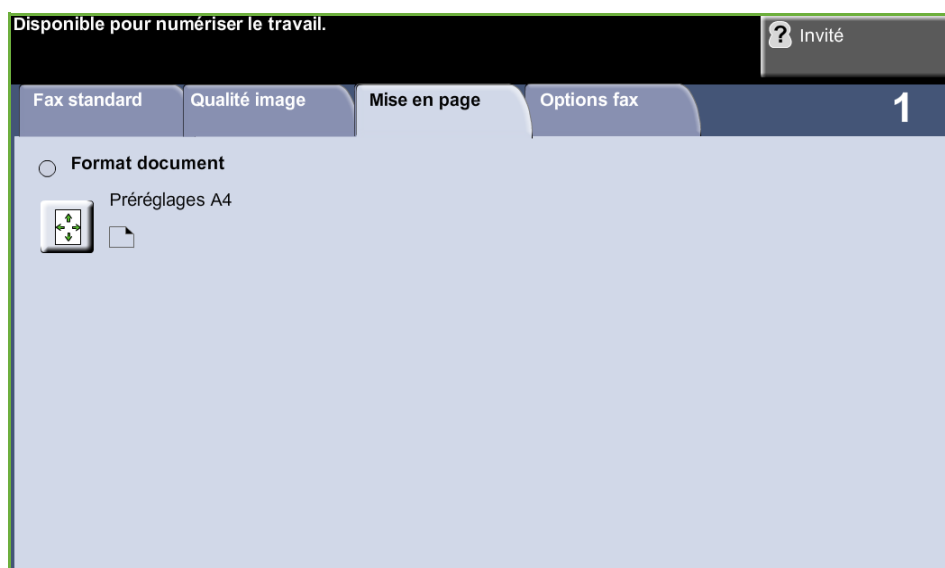 Disponible pour numériser le travail.
? Invité
Fax standard
Qualité image
Mise en page
Options fax
1
Format document
Préréglages A4